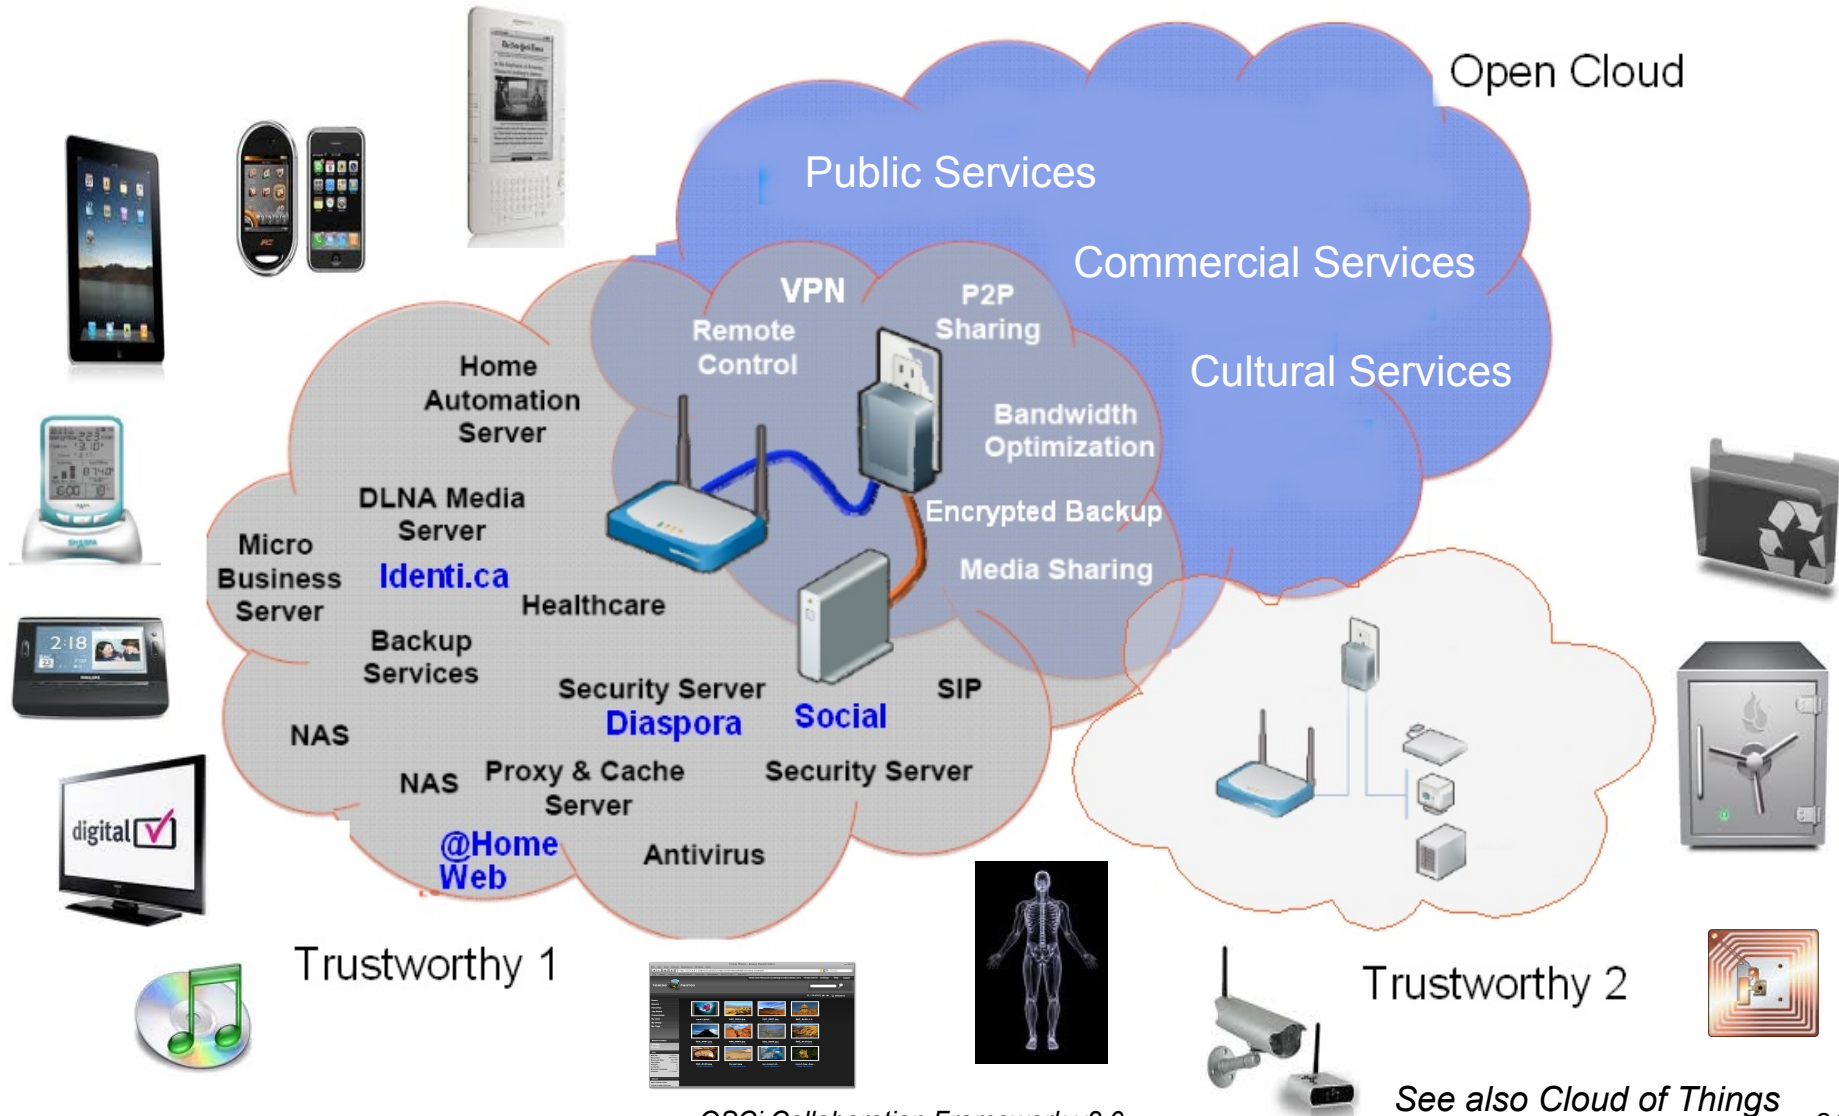 Open Cloud
Public Services
Commercial Services
Cultural Services
VPN
P2P
Sharing
Remote
Control
Home
Automation
Server
Bandwidth
Optimization
DLNA Media
Server
Encrypted Backup
Micro
Business
Server
Identi.ca
Media Sharing
Healthcare
Backup
Services
Security Server
Diaspora
Social
SIP
NAS
NAS
Proxy & Cache
Server
Security Server
@Home
Web
Antivirus
2:18
digital
Trustworthy 1
Trustworthy 2
See also Cloud of Things